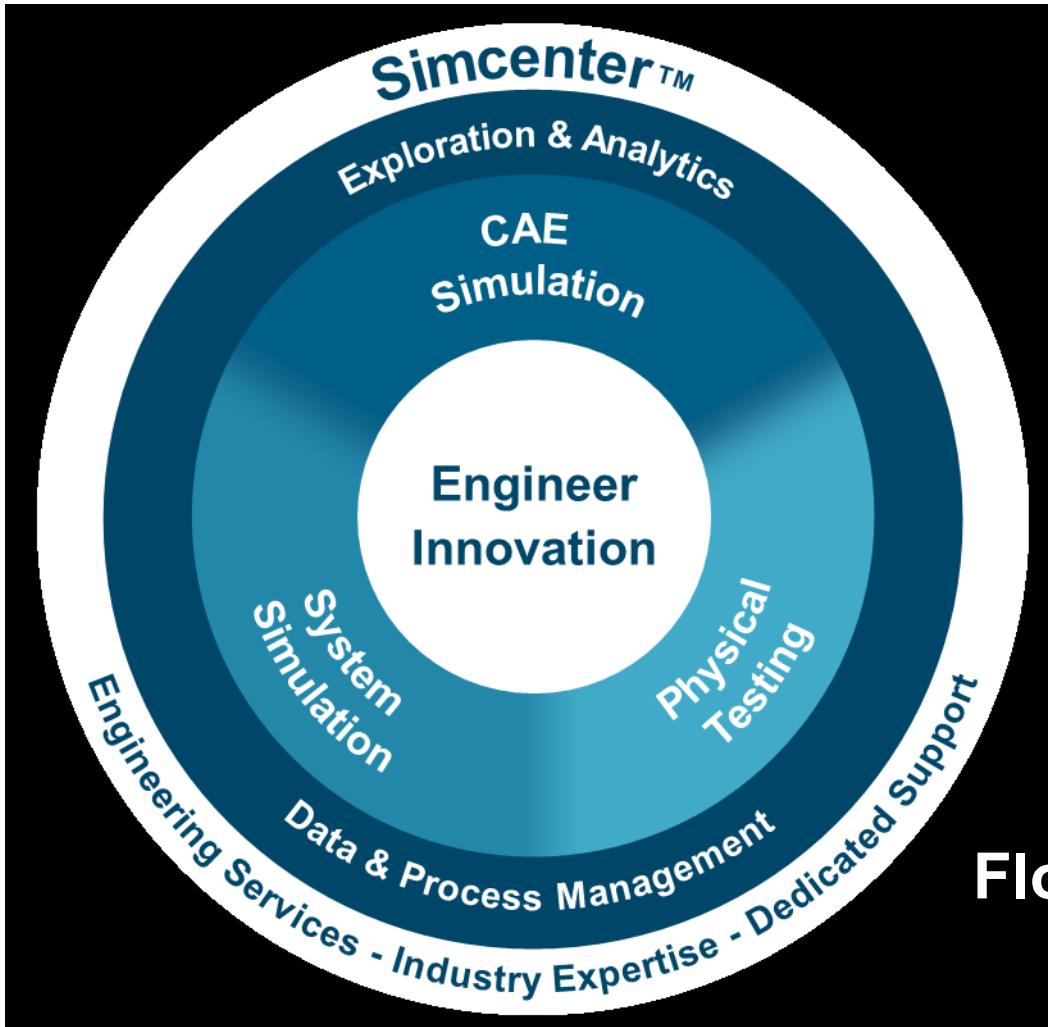 Simcenter™
Exploration & Analytics
CAE
Simulation
Engineer
Innovation
System
Simulation
Physical
Testing
Data & Process Management
Engineering Services - Industry Expertise - Dedicated Support